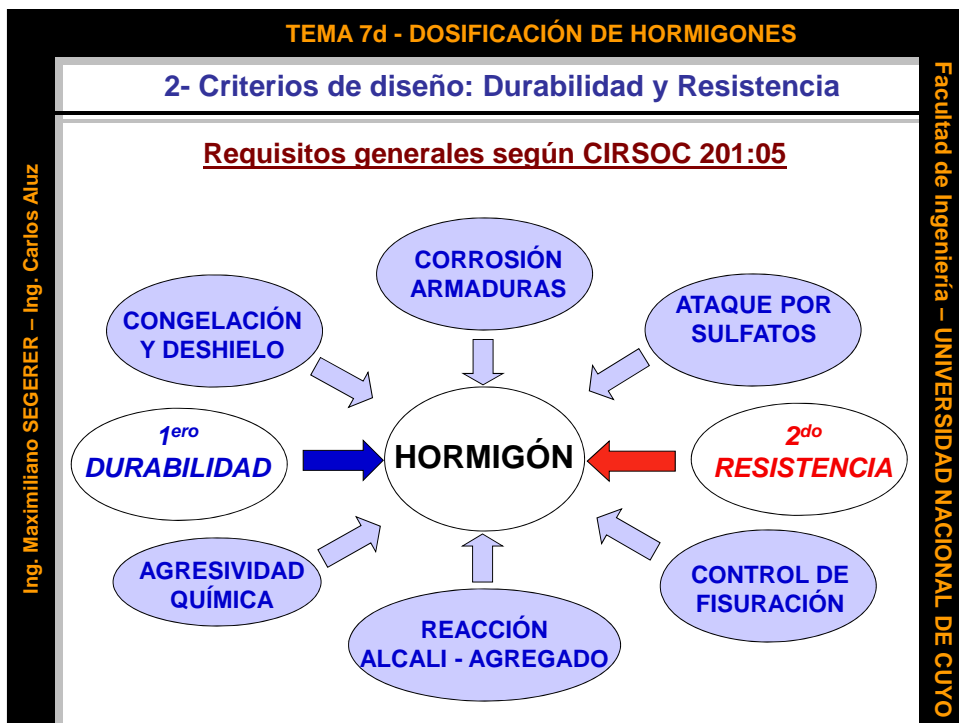 TEMA 7d - DOSIFICACIÓN DE HORMIGONES
2- Criterios de diseño: Durabilidad y Resistencia
Requisitos generales según CIRSOC 201:05
CORROSIÓN
ARMADURAS
CONGELACIÓN
Y DESHIELO
ATAQUE POR
SULFATOS
1ero
DURABILIDAD
HORMIGÓN
2do
RESISTENCIA
AGRESIVIDAD
QUÍMICA
REACCIÓN
ALCALI - AGREGADO
CONTROL DE
FISURACIÓN
Ing. Maximiliano SEGERER – Ing. Carlos Aluz
Facultad de Ingeniería – UNIVERSIDAD NACIONAL DE CUYO